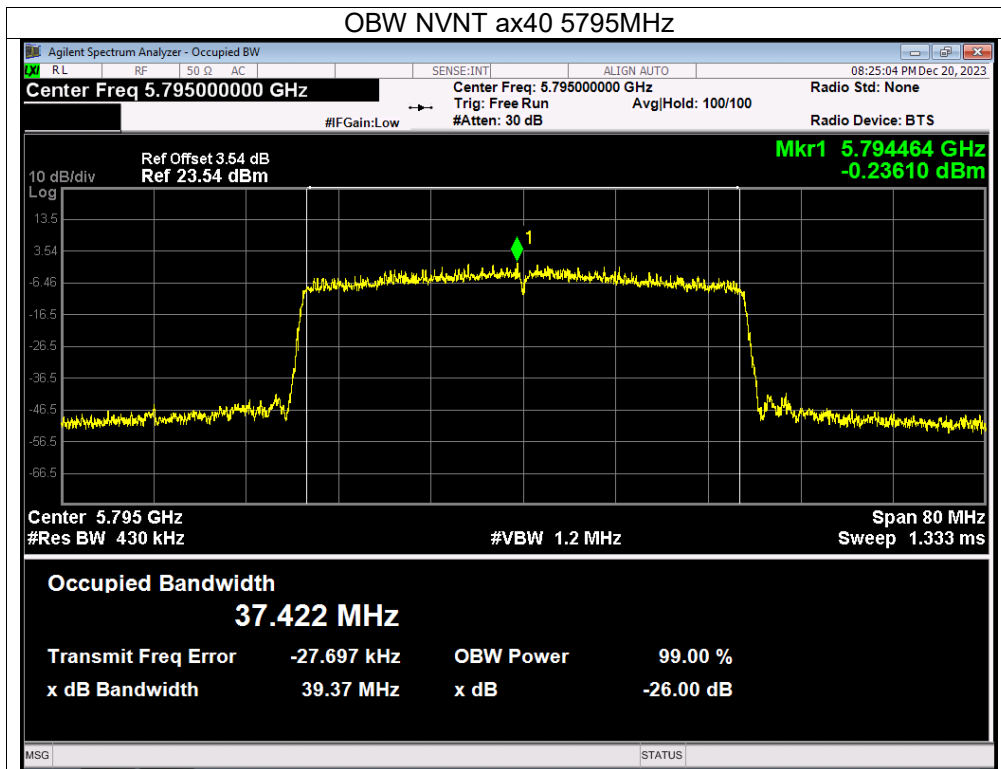 OBW NVNT ax40 5795MHz
Agilent Spectrum Analyzer - Occupied BW
LXI RL RF 50 Ω AC SENSE:INT ALIGN AUTO 08:25:04 PM Dec 20, 2023
Center Freq 5.795000000 GHz Center Freq: 5.795000000 GHz Radio Std: None
Trig: Free Run Avg|Hold: 100/100
#IFGain:Low #Atten: 30 dB Radio Device: BTS
Mkr1 5.794464 GHz
-0.23610 dBm
Ref Offset 3.54 dB
10 dB/div Ref 23.54 dBm
Log
13.5
3.54
-6.46
-16.5
-26.5
-36.5
-46.5
-56.5
-66.5
1
Center 5.795 GHz Span 80 MHz
#Res BW 430 kHz #VBW 1.2 MHz Sweep 1.333 ms
Occupied Bandwidth
37.422 MHz
Transmit Freq Error -27.697 kHz OBW Power 99.00 %
x dB Bandwidth 39.37 MHz x dB -26.00 dB
MSG STATUS